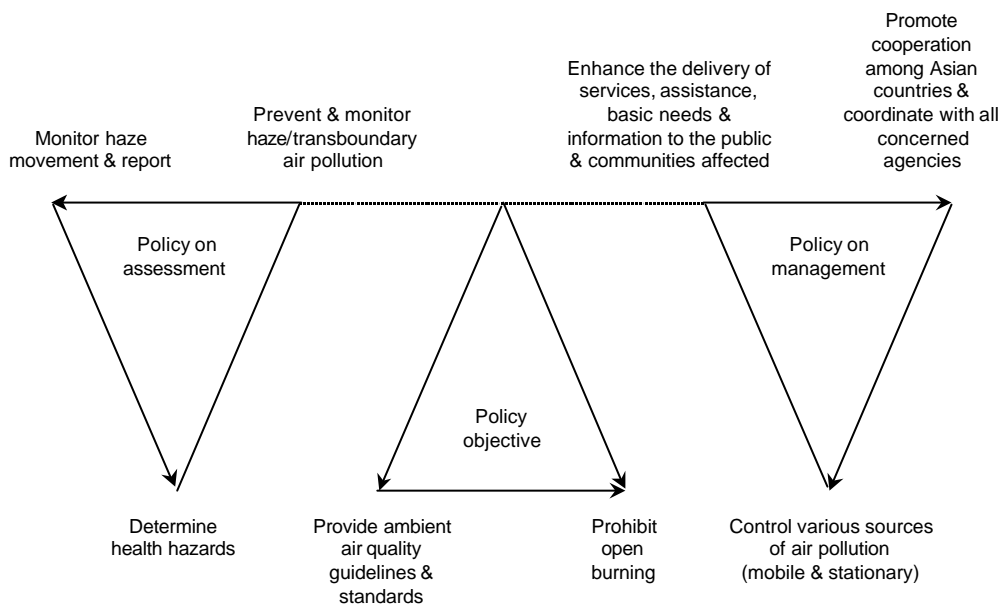 Monitor haze
movement & report
Prevent & monitor
haze/transboundary
air pollution
Enhance the delivery of
services, assistance,
basic needs &
information to the public
& communities affected
Promote
cooperation
among Asian
countries &
coordinate with all
concerned
agencies
Policy on
assessment
Policy on
management
Policy
objective
Determine
health hazards
Provide ambient
air quality
guidelines &
standards
Prohibit
open
burning
Control various sources
of air pollution
(mobile & stationary)